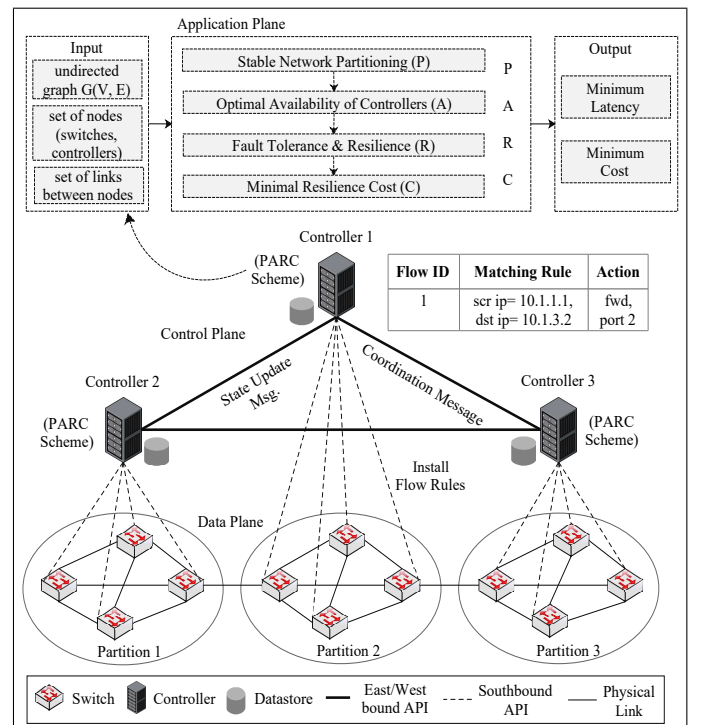 Application Plane
Input
undirected
graph G(V, E)
set of nodes
(switches,
controllers)
set of links
between nodes
Stable Network Partitioning (P)
P
Optimal Availability of Controllers (A)
A
Fault Tolerance & Resilience (R)
R
Minimal Resilience Cost (C)
C
Output
Minimum
Latency
Minimum
Cost
Controller 1
(PARC
Scheme)
Flow ID
Matching Rule
Action
1
scr ip= 10.1.1.1,
dst ip= 10.1.3.2
fwd,
port 2
Control Plane
State Update
Msg.
Coordination Message
Controller 2
(PARC
Scheme)
Controller 3
(PARC
Scheme)
Install
Flow Rules
Data Plane
Partition 1
Partition 2
Partition 3
Switch
Controller
Datastore
East/West
bound API
Southbound
API
Physical
Link